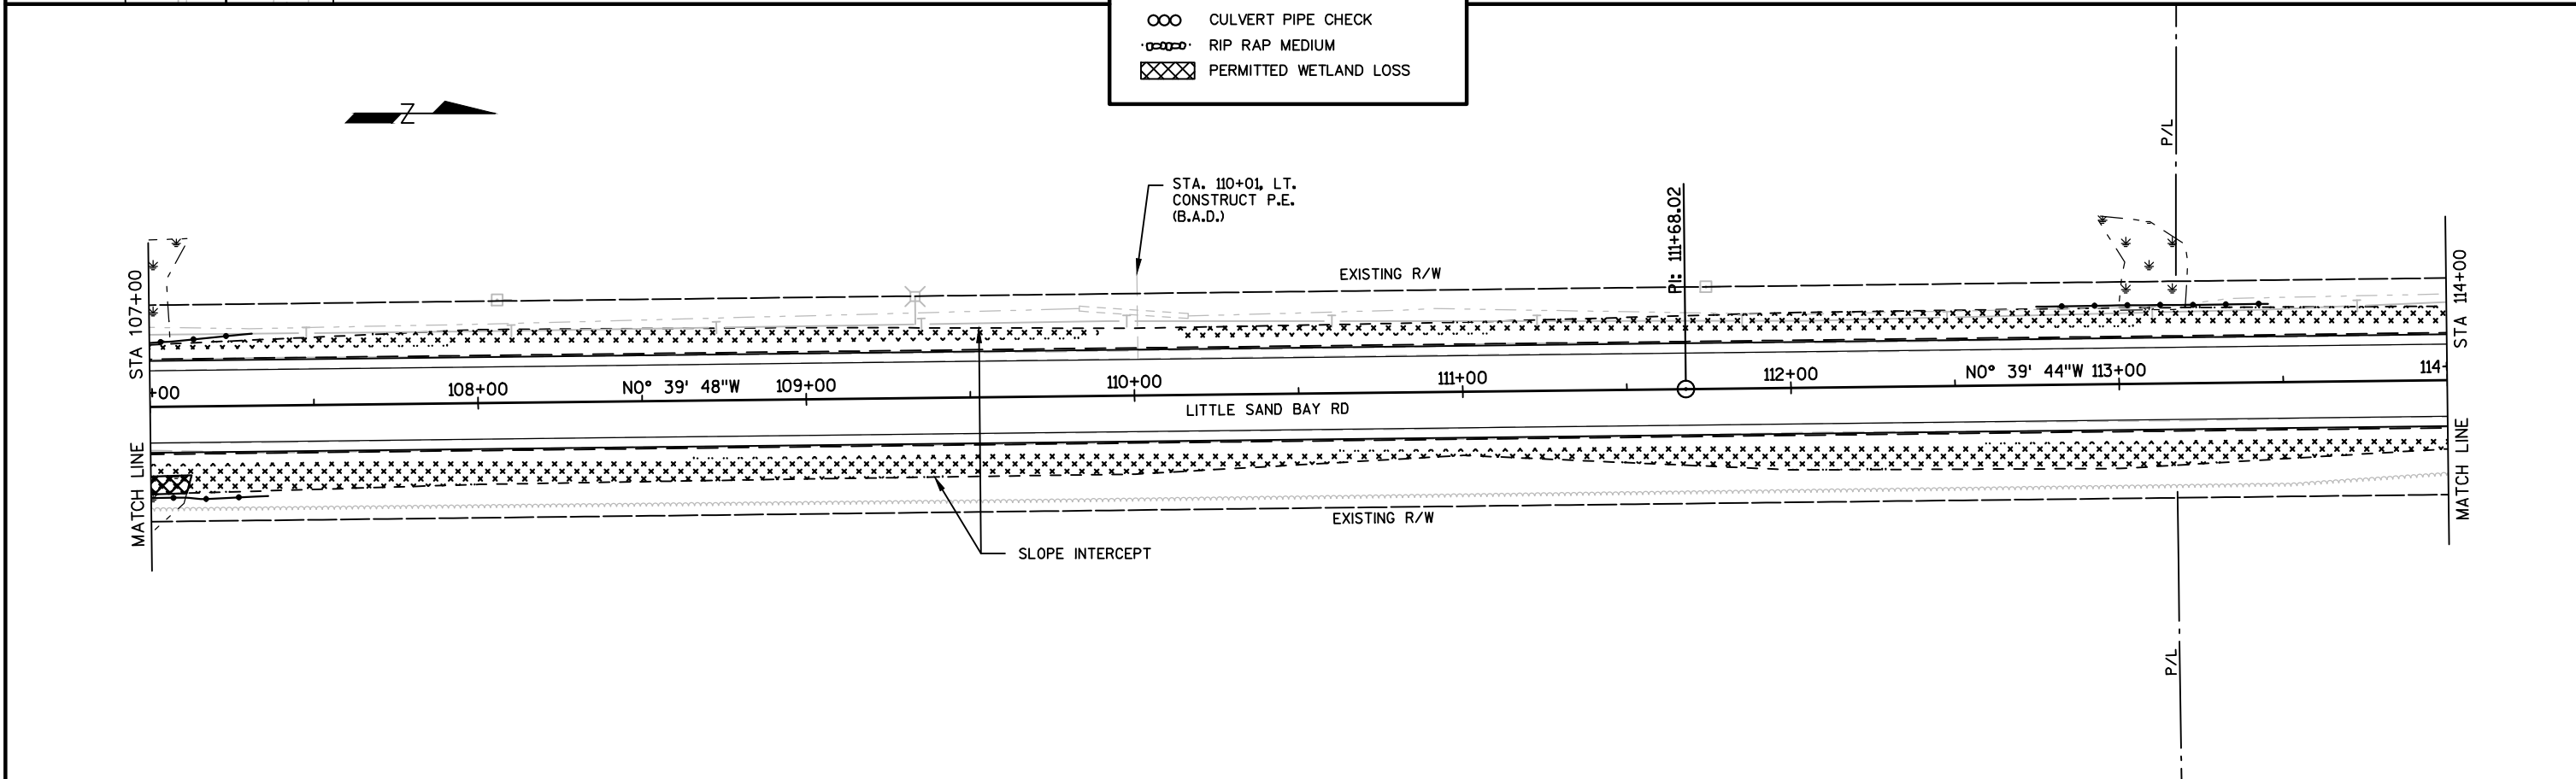 CULVERT PIPE CHECK
RIP RAP MEDIUM
PERMITTED WETLAND LOSS
Z
P/L
STA. 110+01, LT.
CONSTRUCT P.E.
(B.A.D.)
PI: 111+68.02
EXISTING R/W
STA 107+00
STA 114+00
+00
108+00
N0° 39' 48"W
109+00
110+00
111+00
112+00
N0° 39' 44"W
113+00
114+
LITTLE SAND BAY RD
MATCH LINE
MATCH LINE
EXISTING R/W
SLOPE INTERCEPT
P/L